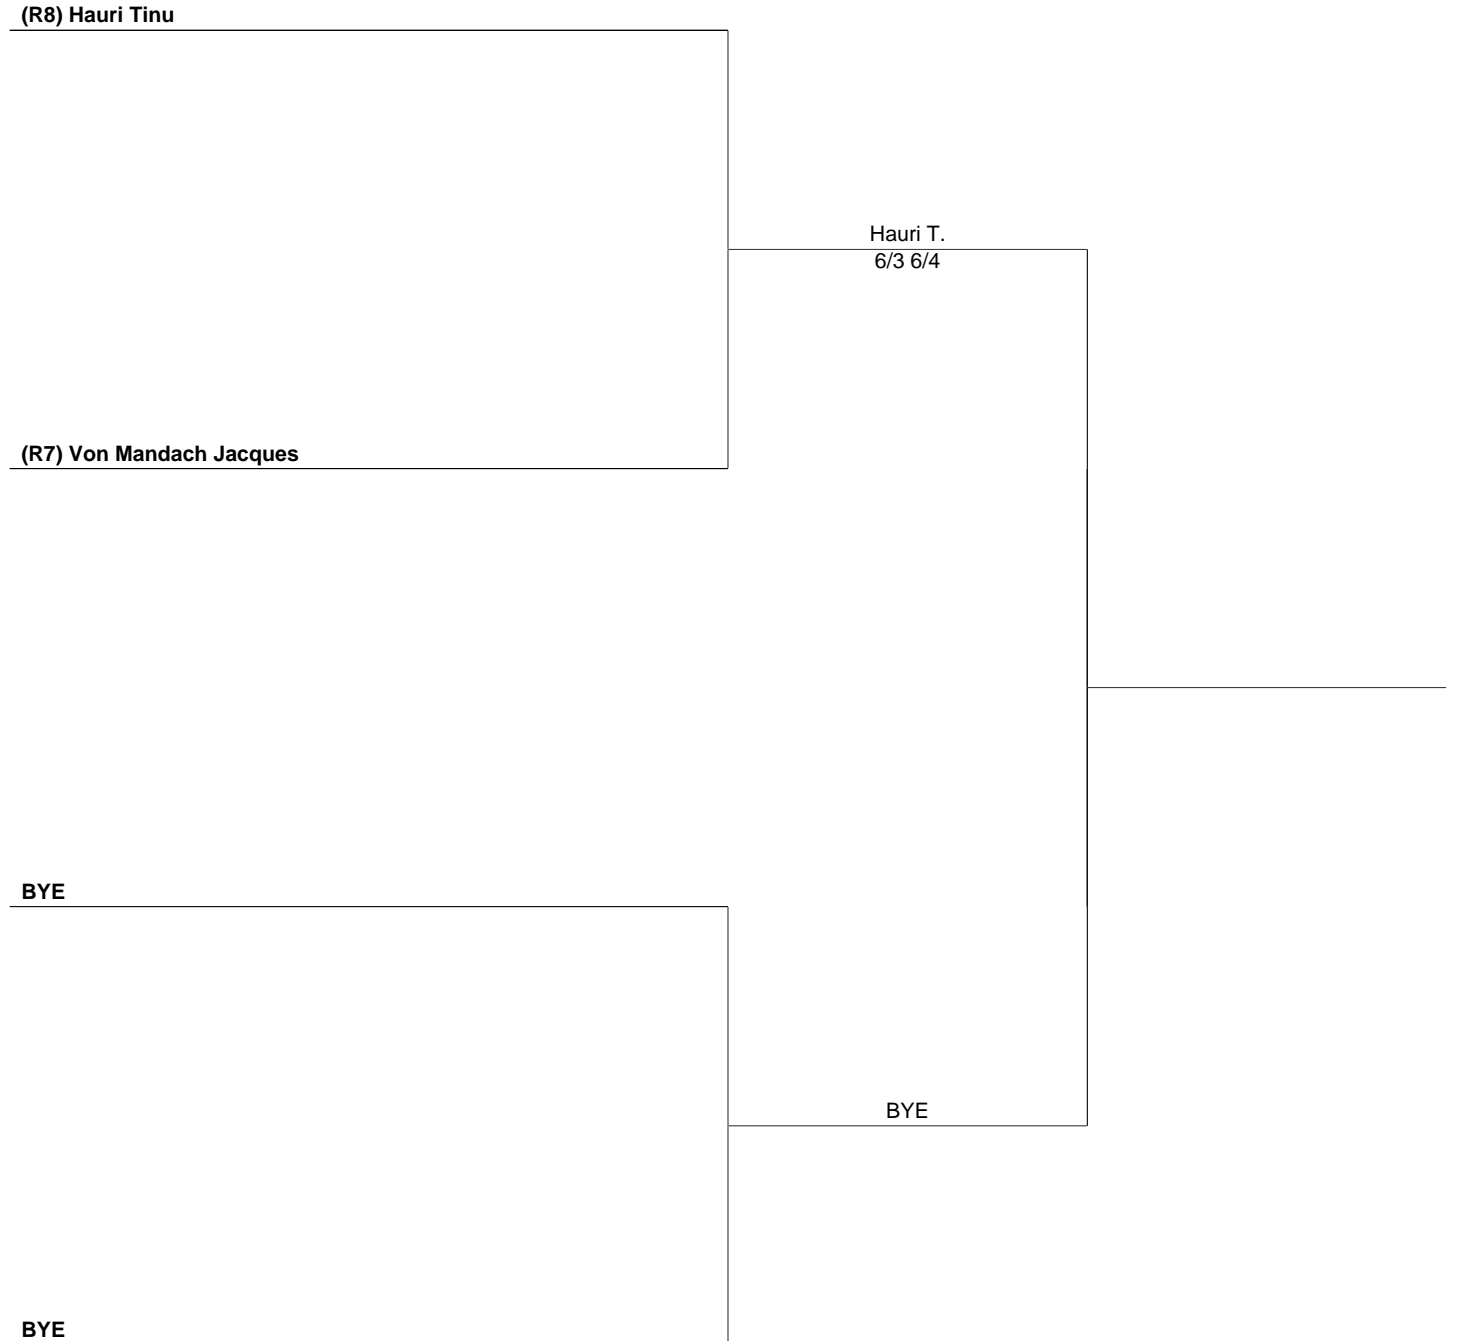 (R8) Hauri Tinu
Hauri T.
6/3 6/4
(R7) Von Mandach Jacques
BYE
BYE
BYE